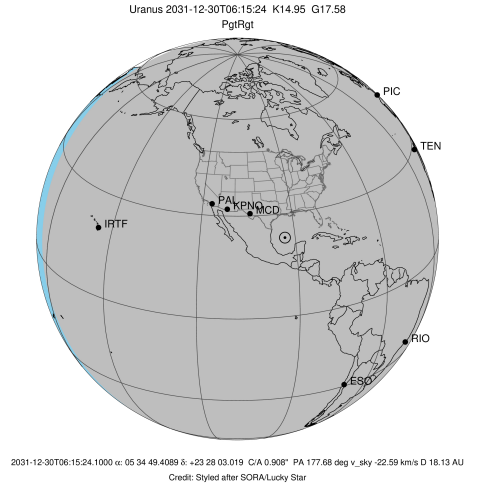 Uranus 2031-12-30T06:15:24 K14.95 G17.58
PgtRgt
PIC
TEN
PAL
KPNO
MCD
IRTF
RIO
ESO
2031-12-30T06:15:24.1000 α: 05 34 49.4089 δ: +23 28 03.019 C/A 0.908" PA 177.68 deg v_sky -22.59 km/s D 18.13 AU
Credit: Styled after SORA/Lucky Star